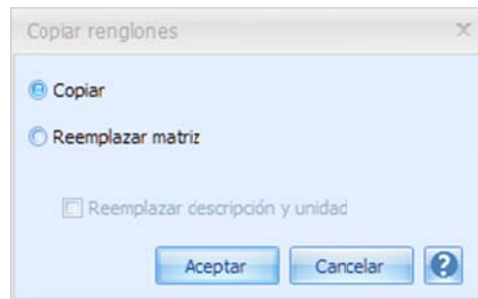 Copiar renglones
Copiar
Reemplazar matriz
Reemplazar descripción y unidad
Aceptar Cancelar ?